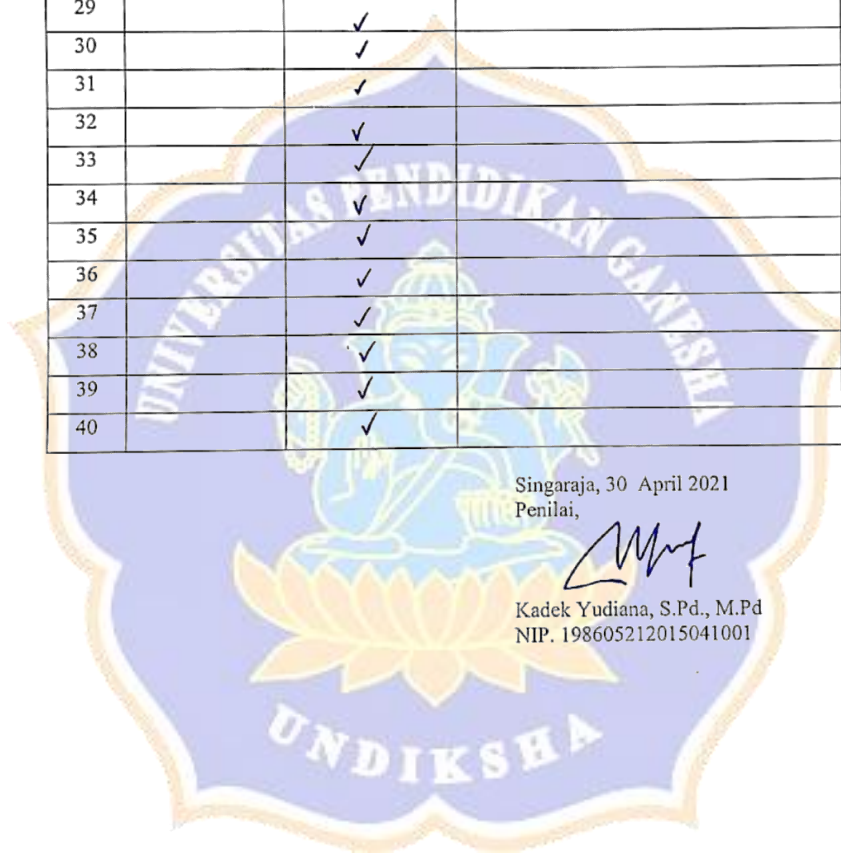 29 ✓
30 ✓
31 ✓
32 ✓
33 ✓
34 ✓
35 ✓
36 ✓
37 ✓
38 ✓
39 ✓
40 ✓
UNIVERSITAS PENDIDIKAN GANESHA
Singaraja, 30 April 2021
Penilai,
Kadek Yudiana, S.Pd., M.Pd
NIP. 198605212015041001
UNDIKSHA